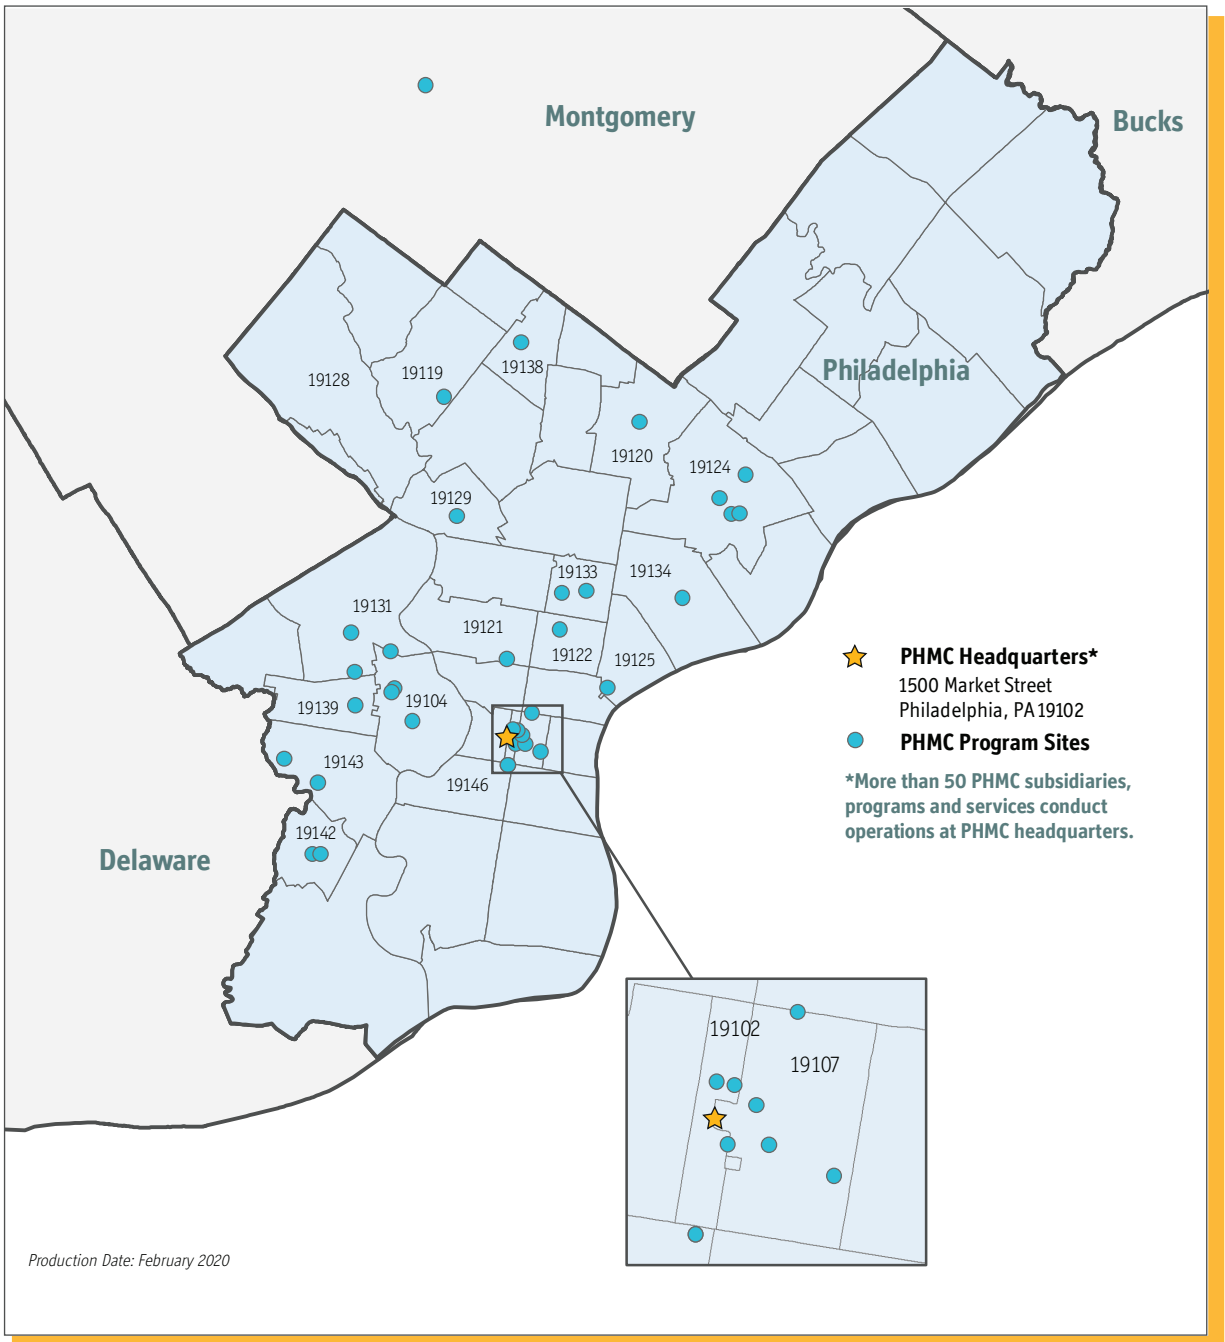 Montgomery
Bucks
Philadelphia
19138
19119
19128
19120
19124
19129
19133
19134
19131
19121
19122
19125
19104
19139
19143
19146
19142
Delaware
PHMC Headquarters*
1500 Market Street
Philadelphia, PA 19102
PHMC Program Sites
*More than 50 PHMC subsidiaries,
programs and services conduct
operations at PHMC headquarters.
19102
19107
Production Date: February 2020